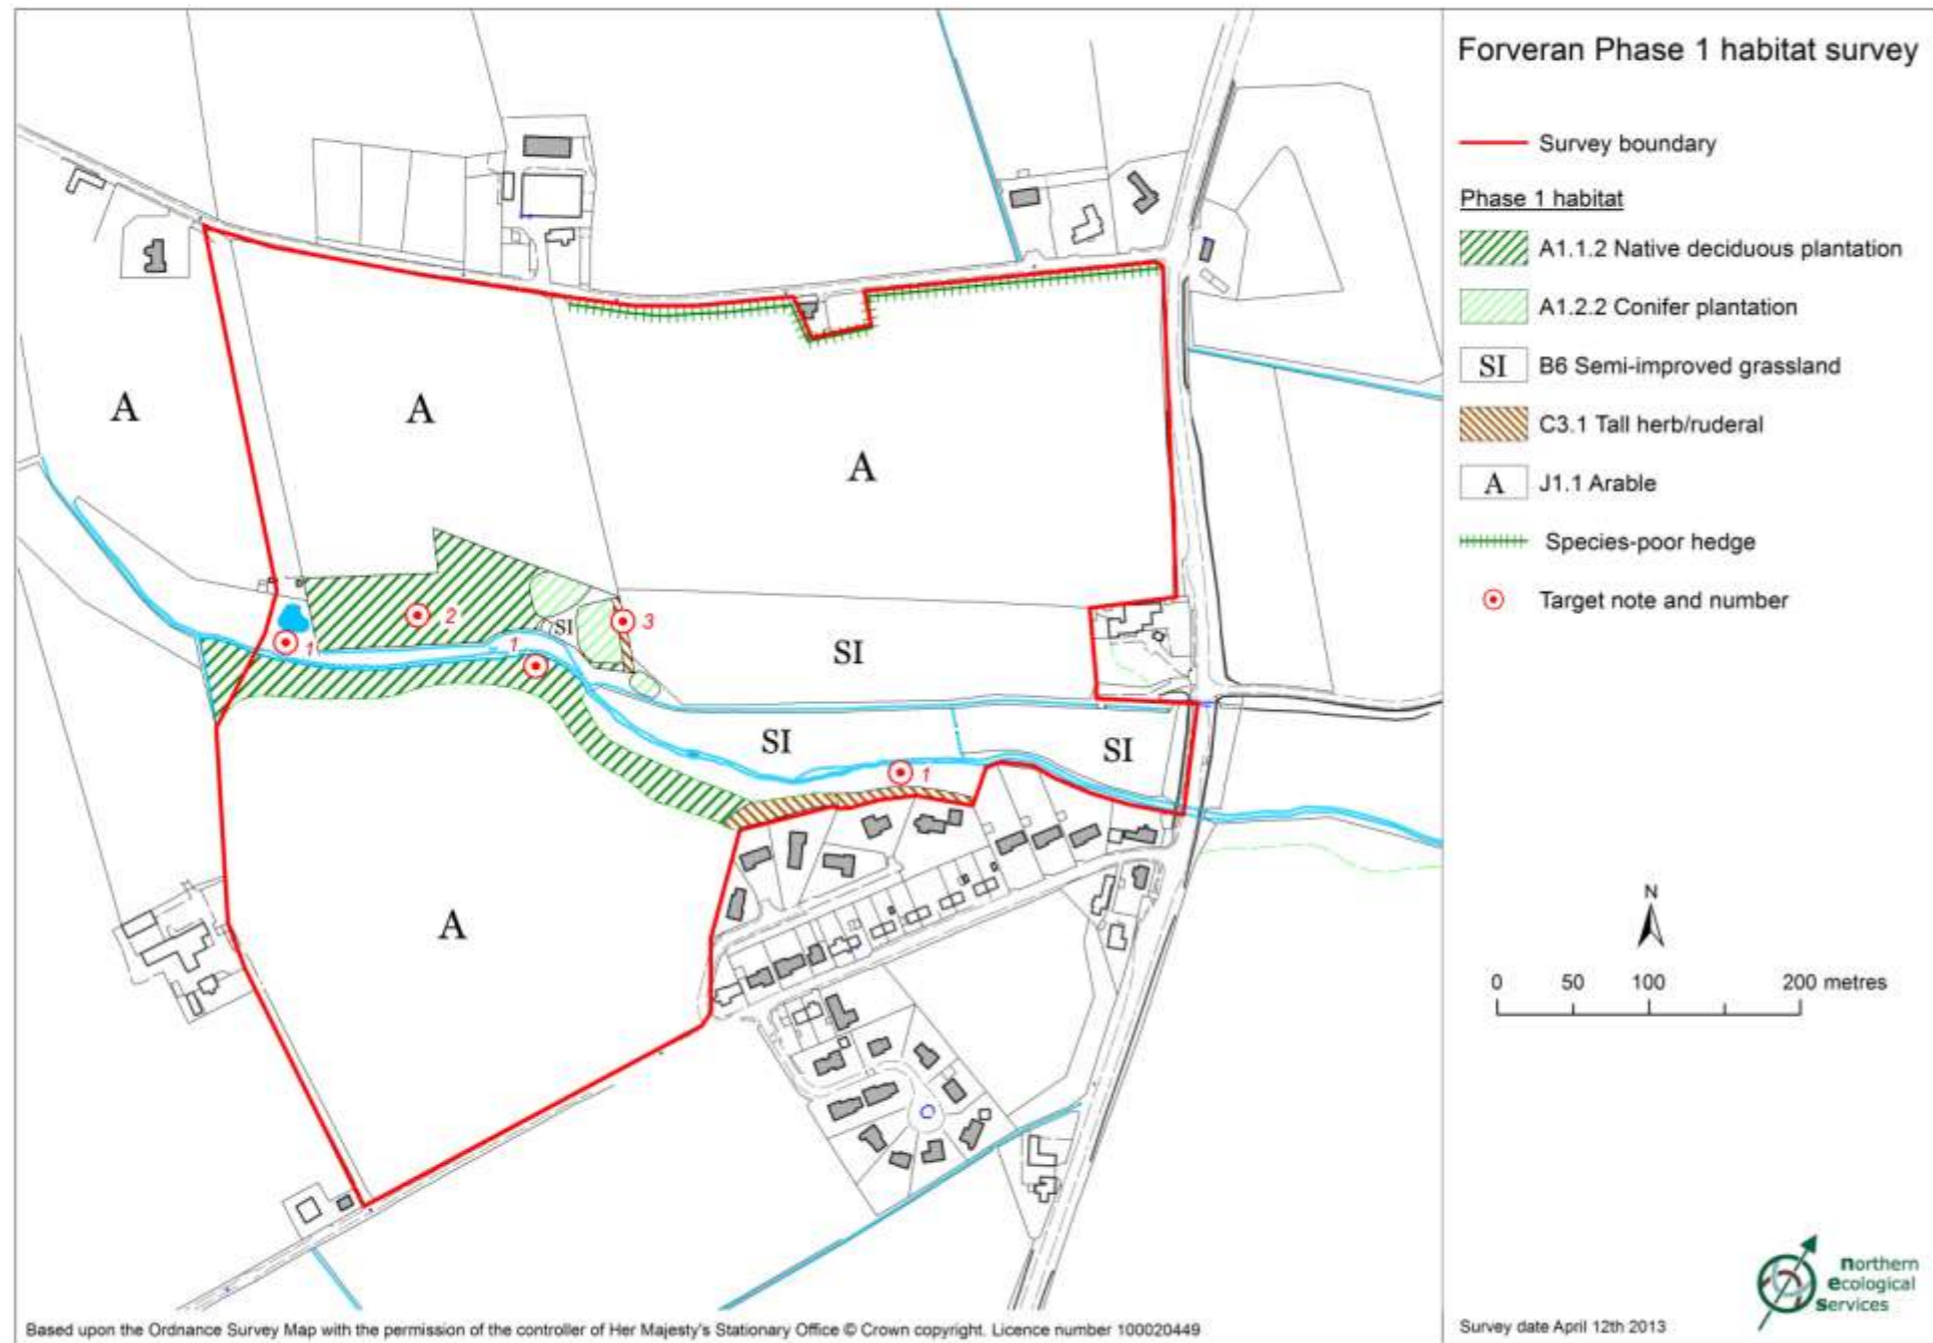 Forveran Phase 1 habitat survey
Survey boundary
Phase 1 habitat
A1.1.2 Native deciduous plantation
A1.2.2 Conifer plantation
SI B6 Semi-improved grassland
C3.1 Tall herb/ruderal
A J1.1 Arable
Species-poor hedge
Target note and number
A
A
A
2
SI
3
1
1
SI
SI
SI
1
A
N
0 50 100 200 metres
northern
ecological
services
Survey date April 12th 2013
Based upon the Ordnance Survey Map with the permission of the controller of Her Majesty's Stationary Office © Crown copyright. Licence number 100020449